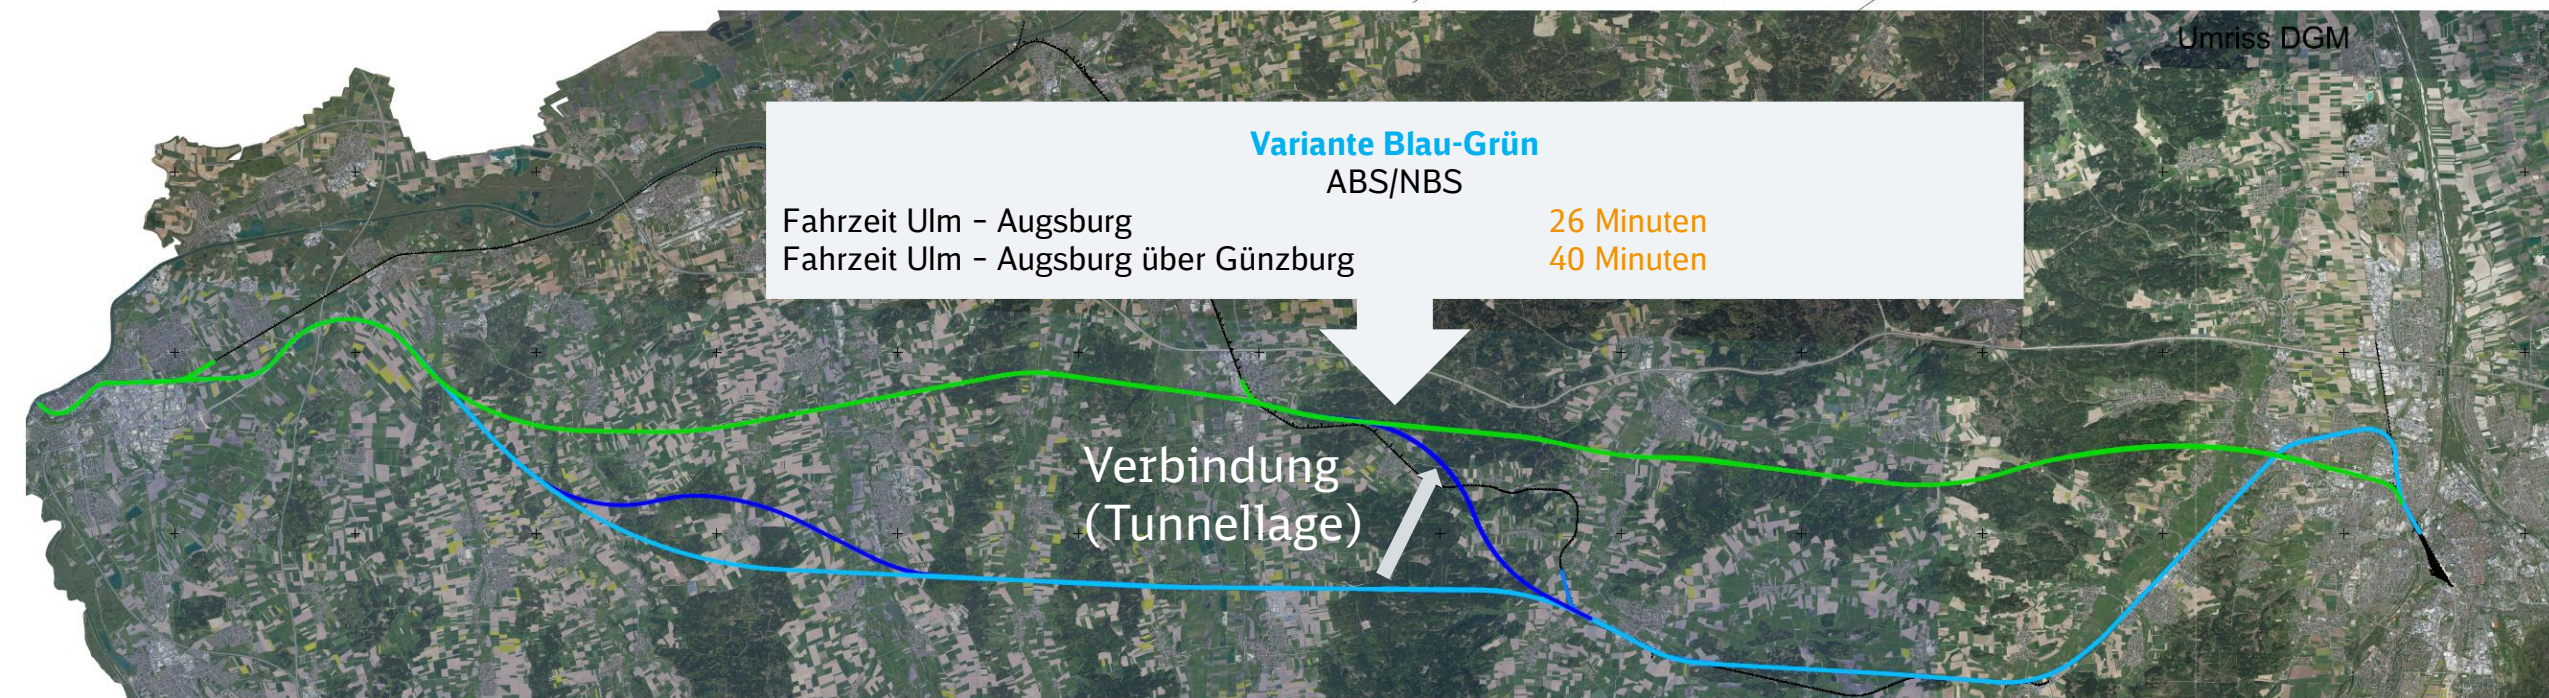 Umriss DGM
Variante Blau-Grün
ABS/NBS
Fahrzeit Ulm – Augsburg 26 Minuten
Fahrzeit Ulm – Augsburg über Günzburg 40 Minuten
Verbindung
(Tunnellage)